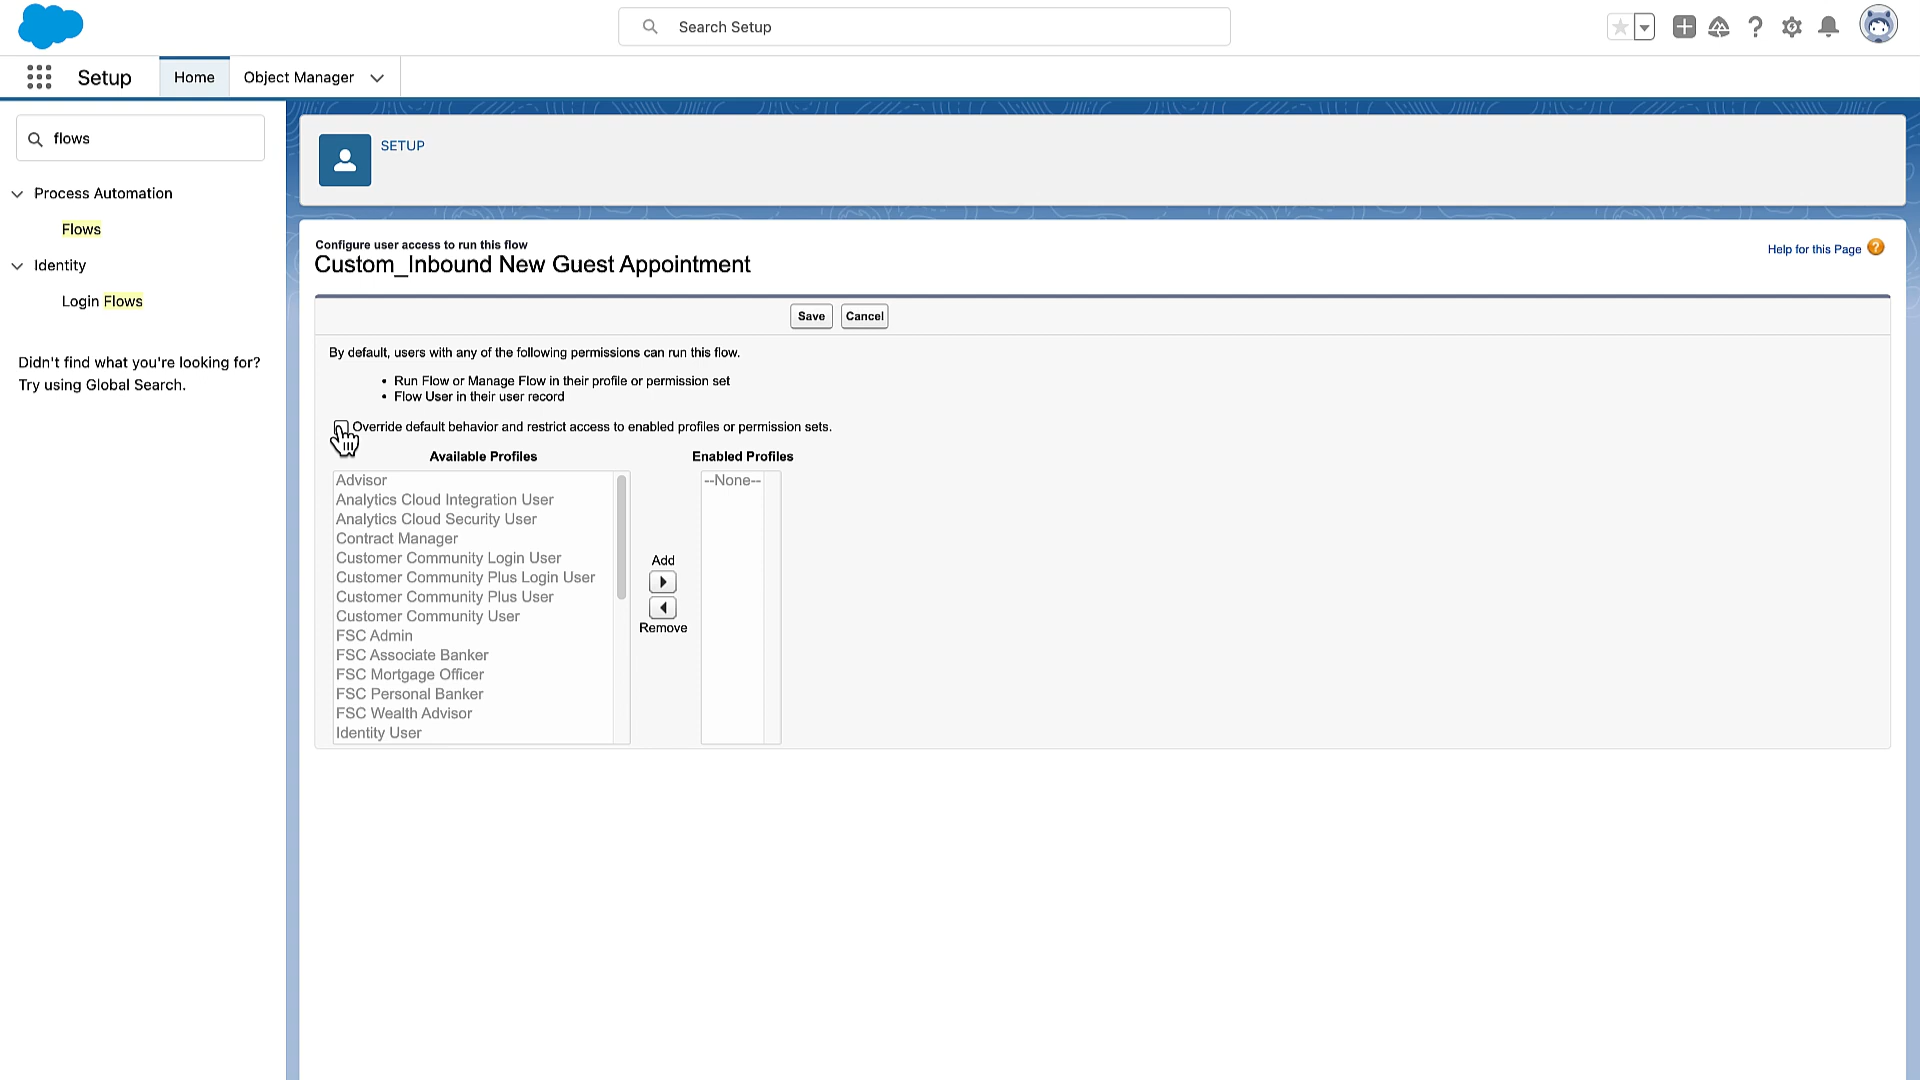 Search Setup
Setup
Home
Object Manager
flows
Process Automation
Flows
Identity
Login Flows
Didn't find what you're looking for?
Try using Global Search.
SETUP
Configure user access to run this flow
Custom_Inbound New Guest Appointment
Help for this Page
Save
Cancel
By default, users with any of the following permissions can run this flow.
• Run Flow or Manage Flow in their profile or permission set
• Flow User in their user record
Override default behavior and restrict access to enabled profiles or permission sets.
Available Profiles
Enabled Profiles
Advisor
Analytics Cloud Integration User
Analytics Cloud Security User
Contract Manager
Customer Community Login User
Customer Community Plus Login User
Customer Community Plus User
Customer Community User
FSC Admin
FSC Associate Banker
FSC Mortgage Officer
FSC Personal Banker
FSC Wealth Advisor
Identity User
Add
Remove
--None--